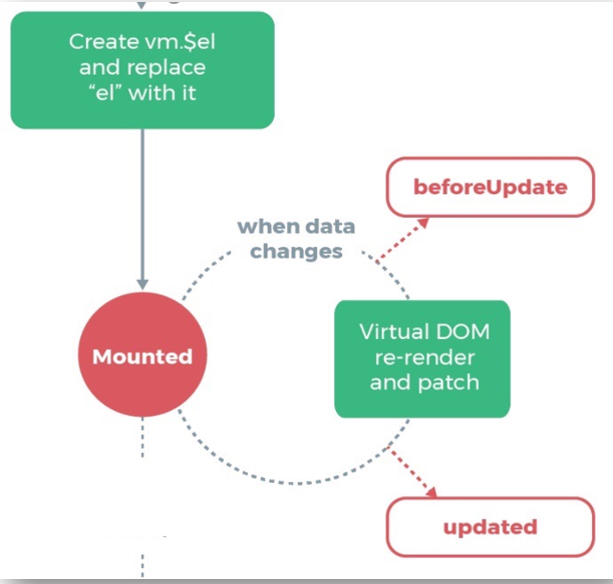 Create vm.$el
and replace
“el” with it
beforeUpdate
when data
changes
Virtual DOM
re-render
and patch
Mounted
updated